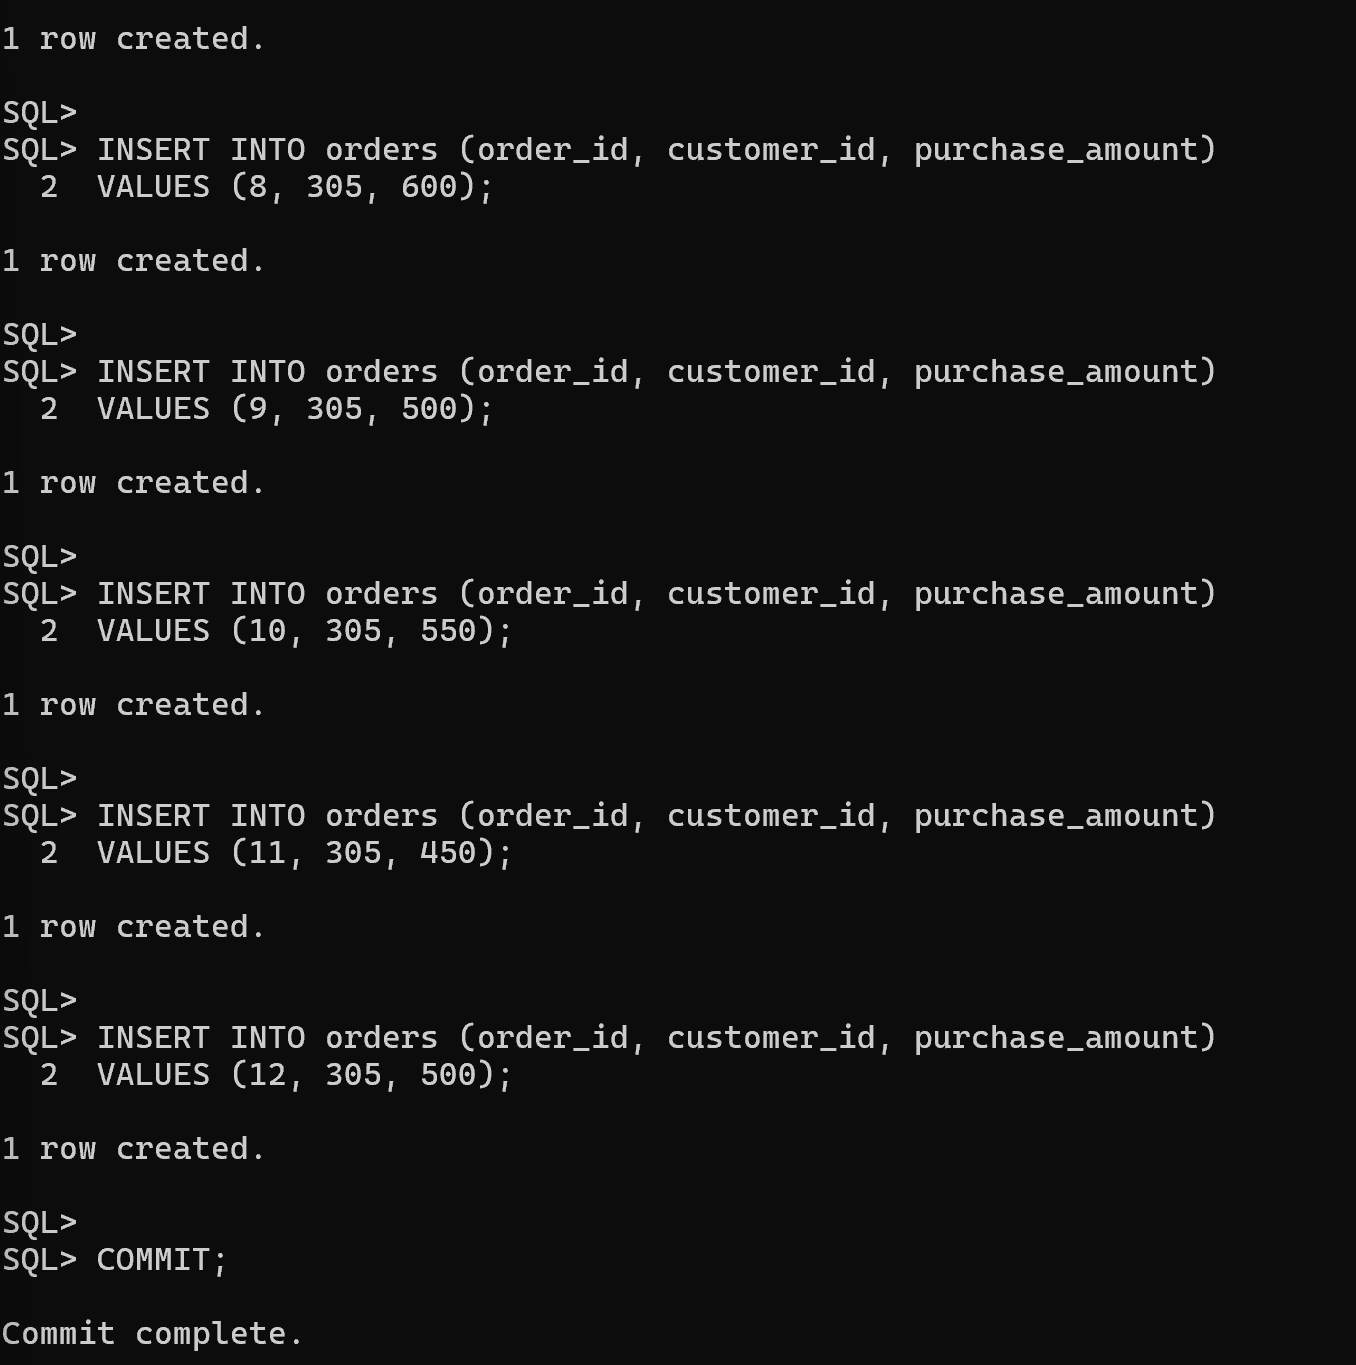 1 row created.
SQL>
SQL> INSERT INTO orders (order_id, customer_id, purchase_amount)
  2  VALUES (8, 305, 600);
1 row created.
SQL>
SQL> INSERT INTO orders (order_id, customer_id, purchase_amount)
  2  VALUES (9, 305, 500);
1 row created.
SQL>
SQL> INSERT INTO orders (order_id, customer_id, purchase_amount)
  2  VALUES (10, 305, 550);
1 row created.
SQL>
SQL> INSERT INTO orders (order_id, customer_id, purchase_amount)
  2  VALUES (11, 305, 450);
1 row created.
SQL>
SQL> INSERT INTO orders (order_id, customer_id, purchase_amount)
  2  VALUES (12, 305, 500);
1 row created.
SQL>
SQL> COMMIT;
Commit complete.